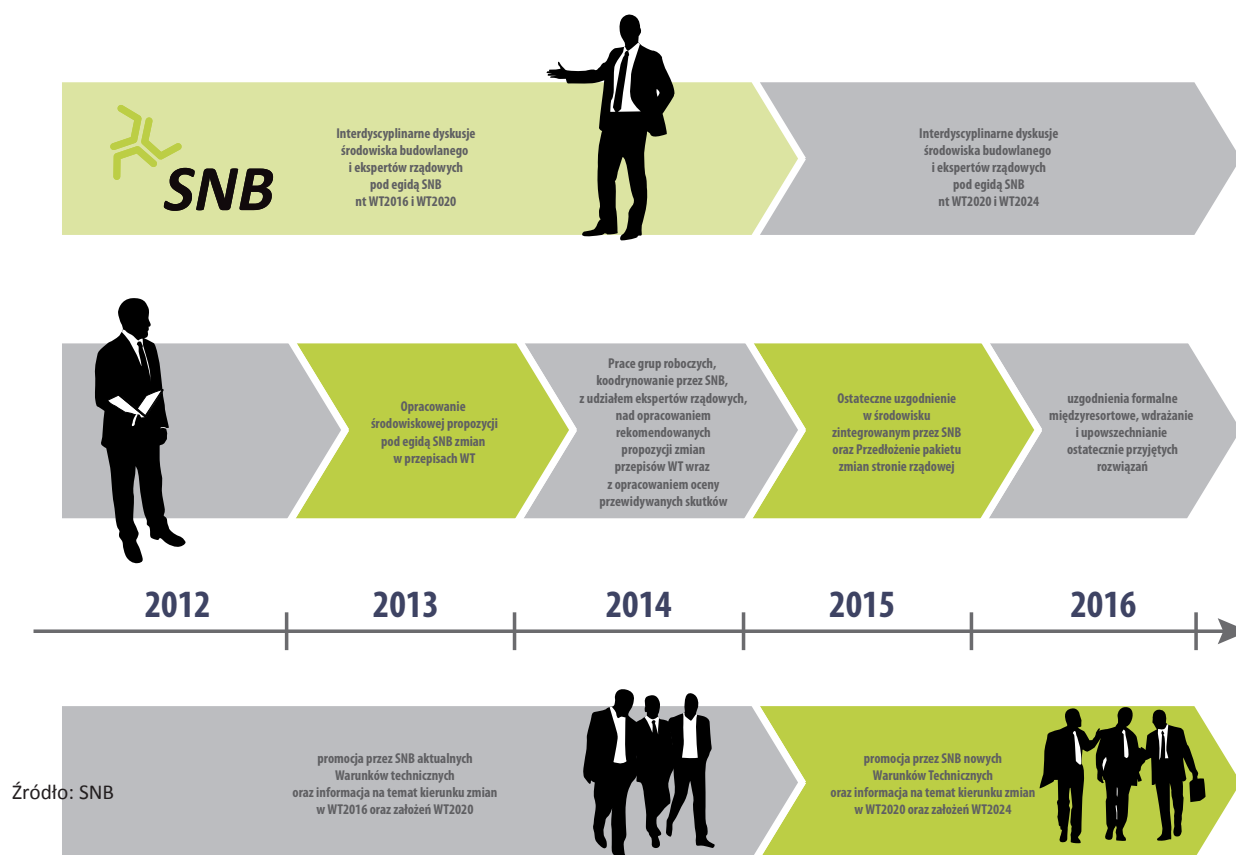 SNB
Interdyscyplinarne dyskusje
środowiska budowlanego
i ekspertów rządowych
pod egidą SNB
nt WT2016 i WT2020
Interdyscyplinarne dyskusje
środowiska budowlanego
i ekspertów rządowych
pod egidą SNB
nt WT2020 i WT2024
Opracowanie
środowiskowej propozycji
pod egidą SNB zmian
w przepisach WT
Prace grup roboczych,
koodrynowanie przez SNB,
z udziałem ekspertów rządowych,
nad opracowaniem
rekomendowanych
propozycji zmian
przepisów WT wraz
z opracowaniem oceny
przewidywanych skutków
Ostateczne uzgodnienie
w środowisku
zintegrowanym przez SNB
oraz Przedłożenie pakietu
zmian stronie rządowej
uzgodnienia formalne
międzyresortowe, wdrażanie
i upowszechnianie
ostatecznie przyjętych
rozwiązań
2012
2013
2014
2015
2016
promocja przez SNB aktualnych
Warunków technicznych
oraz informacja na temat kierunku zmian
w WT2016 oraz założeń WT2020
promocja przez SNB nowych
Warunków Technicznych
oraz informacja na temat kierunku zmian
w WT2020 oraz założeń WT2024
Źródło: SNB